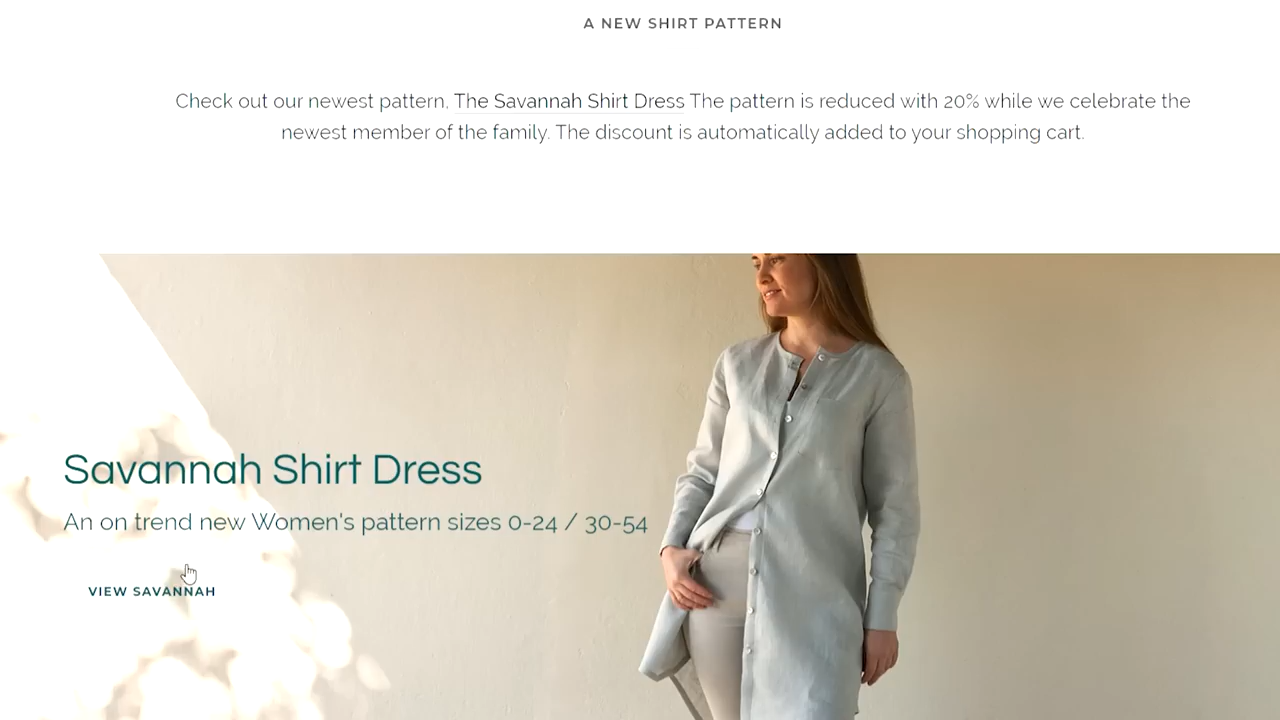 A NEW SHIRT PATTERN
Check out our newest pattern. The Savannah Shirt Dress The pattern is reduced with 20% while we celebrate the
newest member of the family. The discount is automatically added to your shopping cart.
Savannah Shirt Dress
An on trend new Women's pattern sizes 0-24 / 30-54
VIEW SAVANNAH